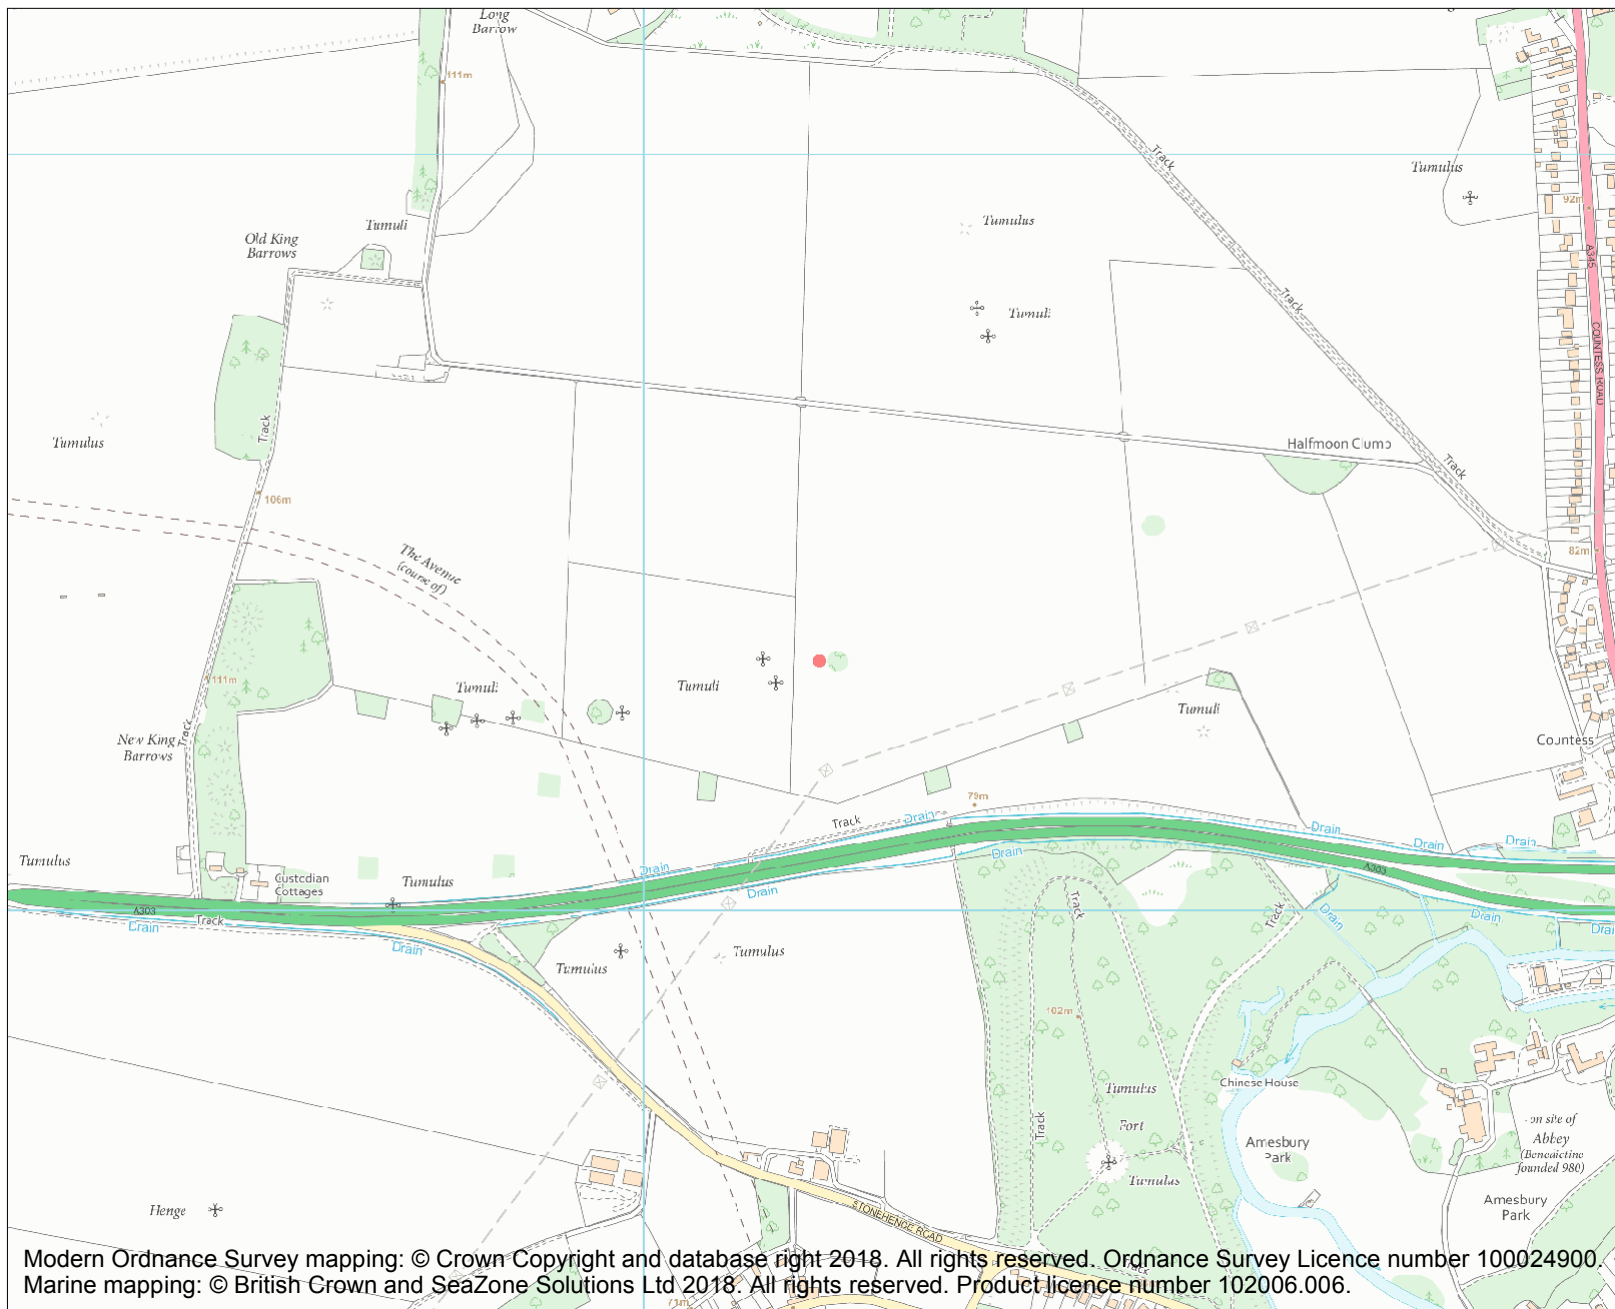 Long
Barrow
111m
Track
Tumulus
92m
A345
Tumulus
Tumuli
Old King
Barrows
Track
Tumuli
COUNTESS ROAD
Track
Tumulus
Halfmoon Clump
Track
106m
The Avenue
(course of)
82m
111m
Tumuli
Tumuli
Tumuli
Track
New King
Barrows
Countess
79m
Track
Drain
Drain
Drain
Drain
Drain
Tumulus
Drain
A303
Custodian
Cottages
Tumulus
Drain
Track
A303
Track
Track
Drain
Drain
Drain
Drain
Tumulus
Tumulus
102m
Chinese House
Tumulus
Track
Fort
Amesbury
Park
on site of
Abbey
(Benedictine
founded 980)
Tumulus
Amesbury
Park
Henge
STONEHENGE ROAD
Track
Modern Ordnance Survey mapping: © Crown Copyright and database right 2018. All rights reserved. Ordnance Survey Licence number 100024900.
Marine mapping: © British Crown and SeaZone Solutions Ltd 2018. All rights reserved. Product licence number 102006.006.
71m